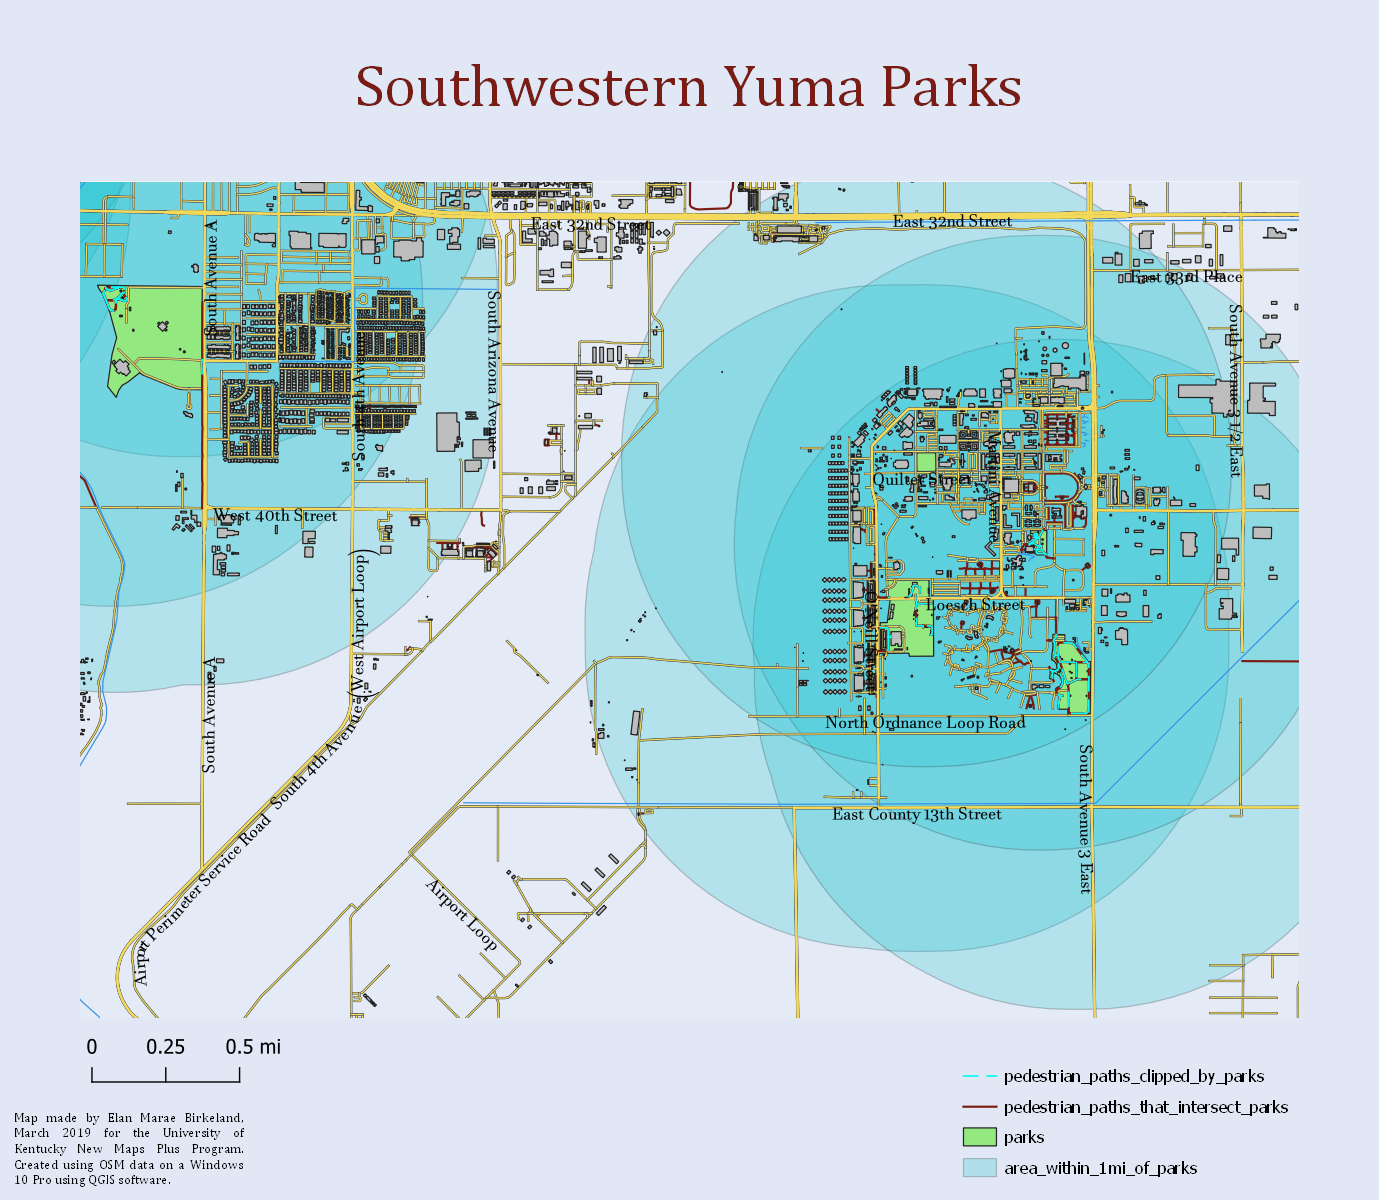 Southwestern Yuma Parks
East 32nd Street
East 32nd Street
South Avenue A
East 33rd Place
South Arizona Avenue
South Avenue 3 1/2 East
South 4th Avenue
Quilter Street
West 40th Street
Loesch Street
South Avenue A
South 4th Avenue (West Airport Loop)
North Ordnance Loop Road
South Avenue 3 East
East County 13th Street
Airport Perimeter Service Road
Airport Loop
0 0.25 0.5 mi
pedestrian_paths_clipped_by_parks
pedestrian_paths_that_intersect_parks
parks
area_within_1mi_of_parks
Map made by Elan Marae Birkeland,
March 2019 for the University of
Kentucky New Maps Plus Program.
Created using OSM data on a Windows
10 Pro using QGIS software.